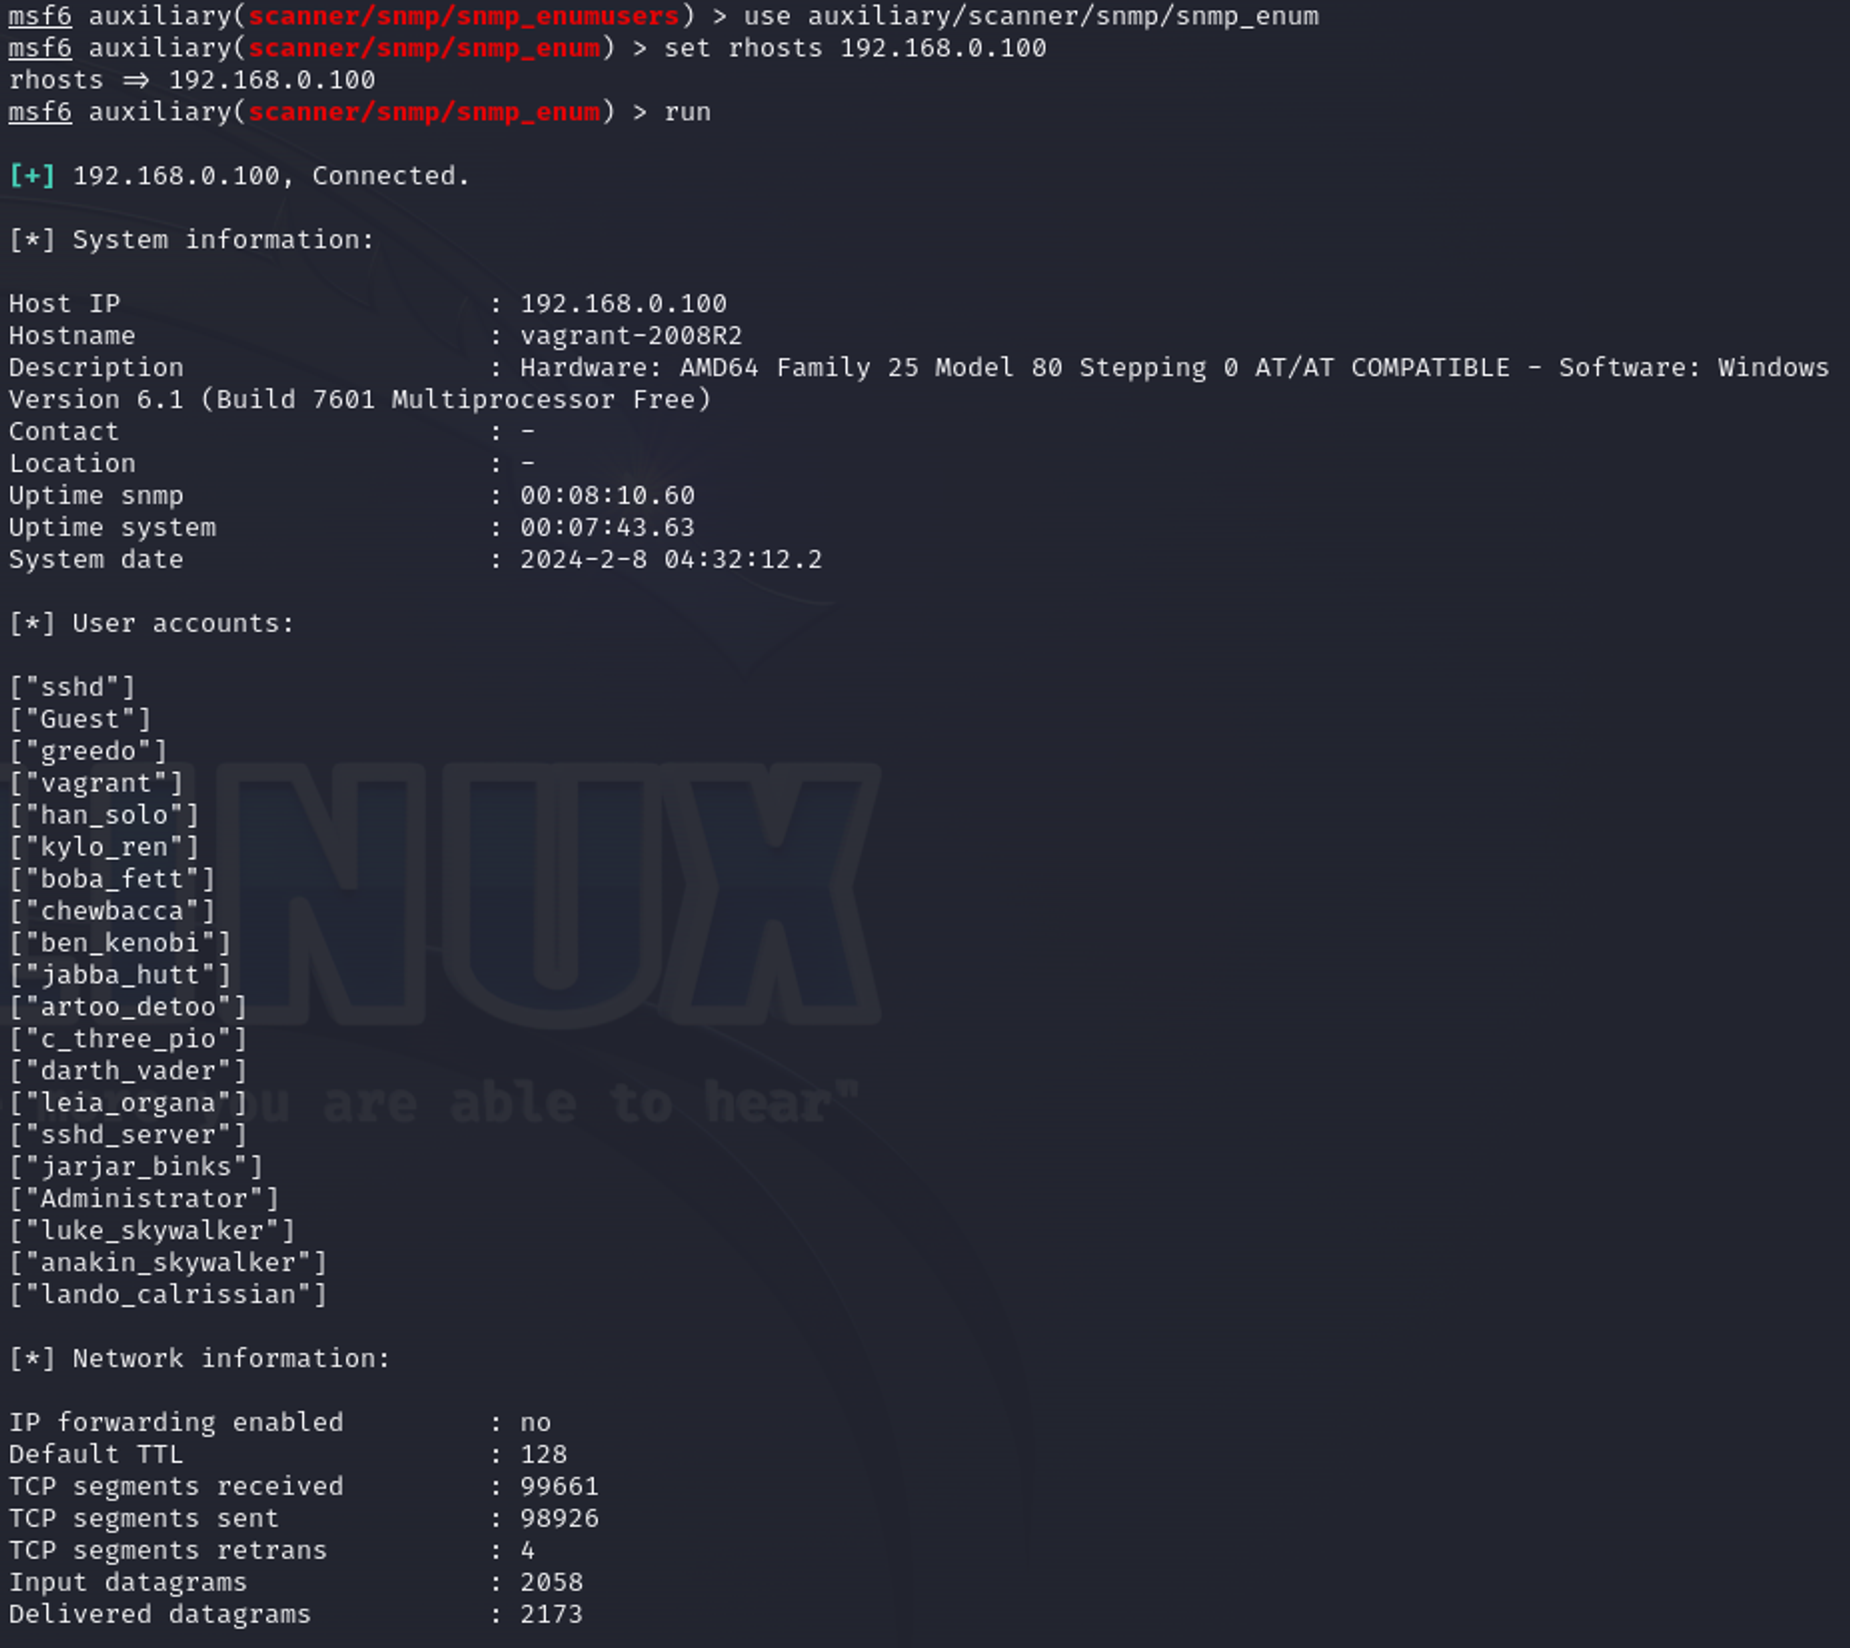 msf6 auxiliary(scanner/snmp/snmp_enumusers) > use auxiliary/scanner/snmp/snmp_enum
msf6 auxiliary(scanner/snmp/snmp_enum) > set rhosts 192.168.0.100
rhosts => 192.168.0.100
msf6 auxiliary(scanner/snmp/snmp_enum) > run
[+] 192.168.0.100, Connected.
[*] System information:
Host IP : 192.168.0.100
Hostname : vagrant-2008R2
Description : Hardware: AMD64 Family 25 Model 80 Stepping 0 AT/AT COMPATIBLE - Software: Windows
Version 6.1 (Build 7601 Multiprocessor Free)
Contact : -
Location : -
Uptime snmp : 00:08:10.60
Uptime system : 00:07:43.63
System date : 2024-2-8 04:32:12.2
[*] User accounts:
["sshd"]
["Guest"]
["greedo"]
["vagrant"]
["han_solo"]
["kylo_ren"]
["boba_fett"]
["chewbacca"]
["ben_kenobi"]
["jabba_hutt"]
["artoo_detoo"]
["c_three_pio"]
["darth_vader"]
["leia_organa"]
["sshd_server"]
["jarjar_binks"]
["Administrator"]
["luke_skywalker"]
["anakin_skywalker"]
["lando_calrissian"]
NUX
are able to hear"
[*] Network information:
IP forwarding enabled : no
Default TTL : 128
TCP segments received : 99661
TCP segments sent : 98926
TCP segments retrans : 4
Input datagrams : 2058
Delivered datagrams : 2173